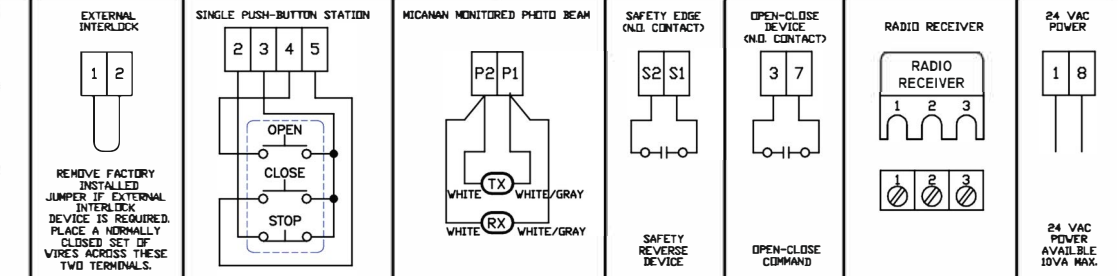 EXTERNAL
INTERLOCK
1 2
REMOVE FACTORY
INSTALLED
JUMPER IF EXTERNAL
INTERLOCK
DEVICE IS REQUIRED.
PLACE A NORMALLY
CLOSED SET OF
WIRES ACROSS THESE
TWO TERMINALS.
SINGLE PUSH-BUTTON STATION
2 3 4 5
OPEN
CLOSE
STOP
MICANAN MONITORED PHOTO BEAM
P2 P1
WHITE TX WHITE/GRAY
WHITE RX WHITE/GRAY
SAFETY EDGE
(N.O. CONTACT)
S2 S1
SAFETY
REVERSE
DEVICE
OPEN-CLOSE
DEVICE
(N.O. CONTACT)
3 7
OPEN-CLOSE
COMMAND
RADIO RECEIVER
RADIO
RECEIVER
1 2 3
1 2 3
24 VAC
POWER
1 8
24 VAC
POWER
AVAILBLE
10VA MAX.